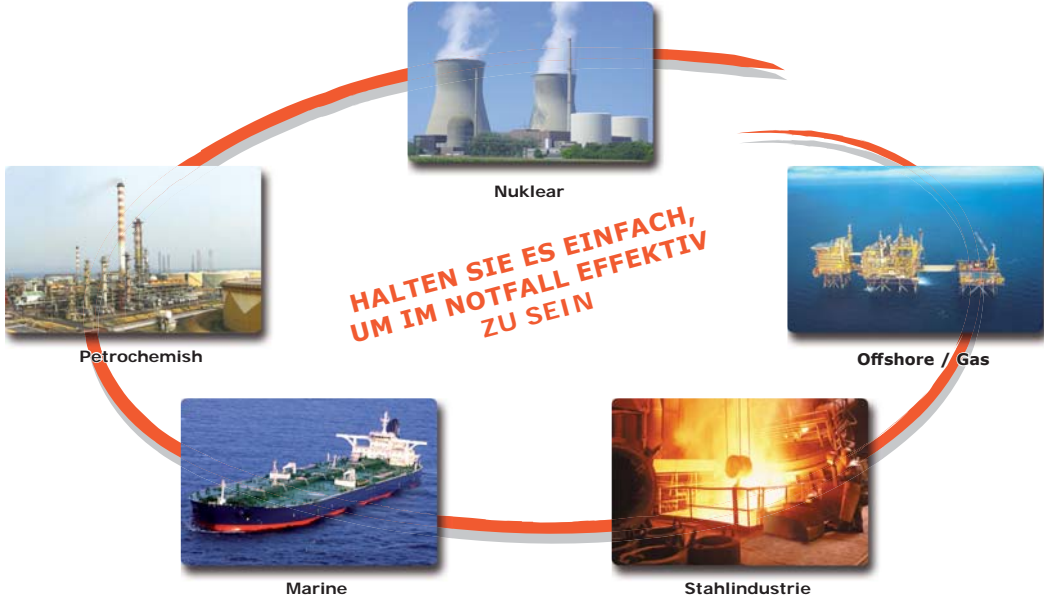 Nuklear
HALTEN SIE ES EINFACH,
UM IM NOTFALL EFFEKTIV
ZU SEIN
Petrochemish
Offshore / Gas
Marine
Stahlindustrie